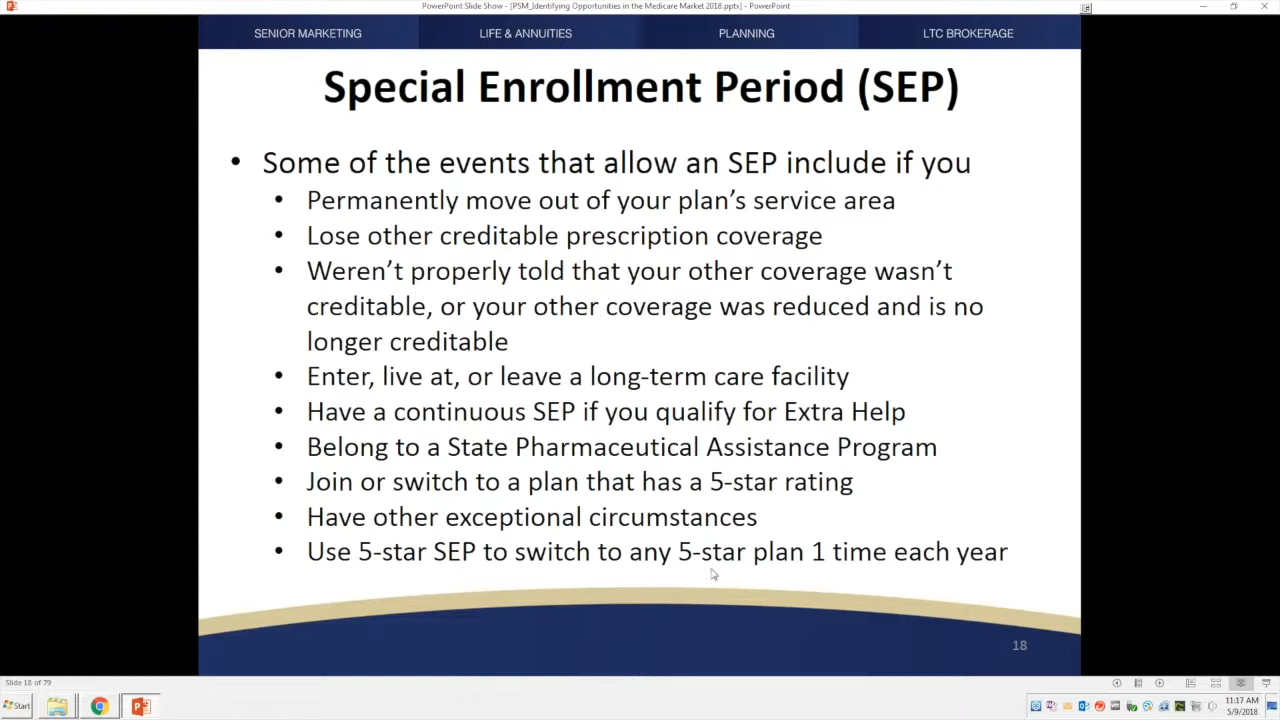 PowerPoint Slide Show - [PSM_Identifying Opportunities in the Medicare Market 2018.pptx] - PowerPoint
SENIOR MARKETING
LIFE & ANNUITIES
PLANNING
LTC BROKERAGE
Special Enrollment Period (SEP)
• Some of the events that allow an SEP include if you
• Permanently move out of your plan’s service area
• Lose other creditable prescription coverage
• Weren’t properly told that your other coverage wasn’t
creditable, or your other coverage was reduced and is no
longer creditable
• Enter, live at, or leave a long-term care facility
• Have a continuous SEP if you qualify for Extra Help
• Belong to a State Pharmaceutical Assistance Program
• Join or switch to a plan that has a 5-star rating
• Have other exceptional circumstances
• Use 5-star SEP to switch to any 5-star plan 1 time each year
18
Slide 18 of 79
Start
11:17 AM
5/9/2018